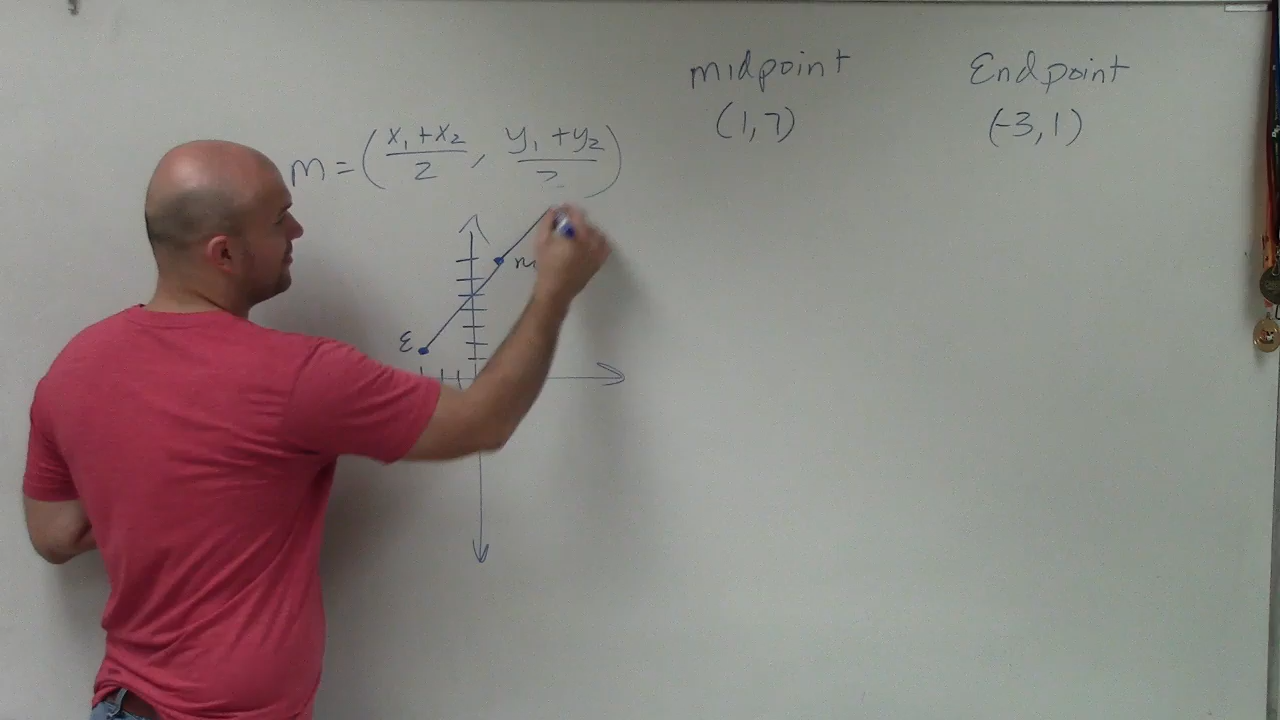 midpoint Endpoint
(1,7) (-3,1)
m = ( x₁ + x₂ / 2 , y₁ + y₂ / 2 )
m
E